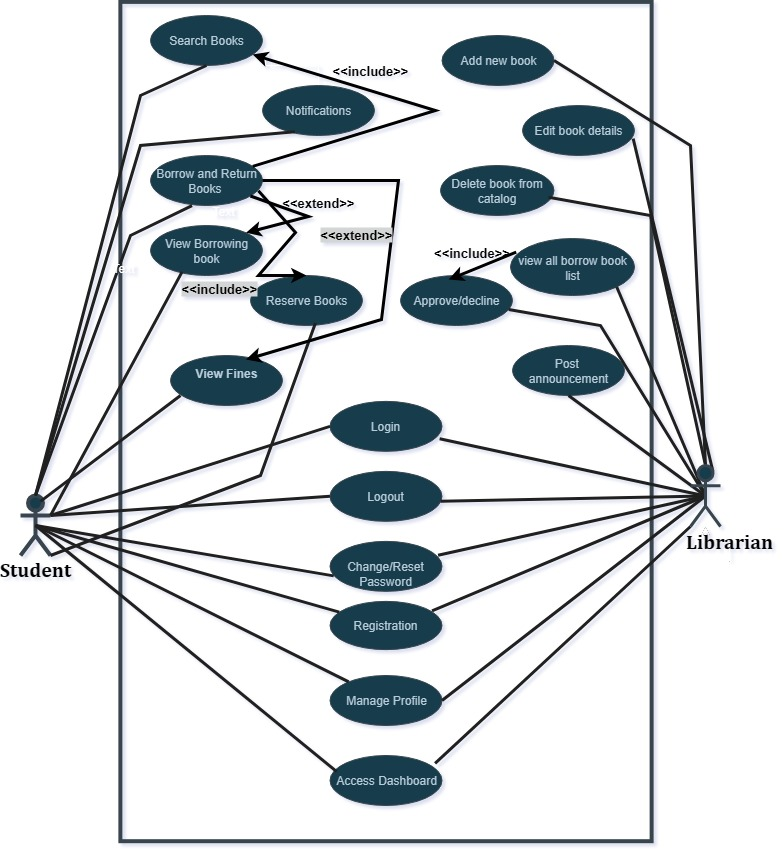 Search Books
<<include>>
Add new book
Notifications
Edit book details
Borrow and Return
Books
Delete book from
catalog
<<extend>>
Text
<<extend>>
View Borrowing
book
<<include>>
view all borrow book
list
Text
<<include>>
Reserve Books
Approve/decline
View Fines
Post
announcement
Login
Logout
Student
Librarian
Change/Reset
Password
Registration
Manage Profile
Access Dashboard